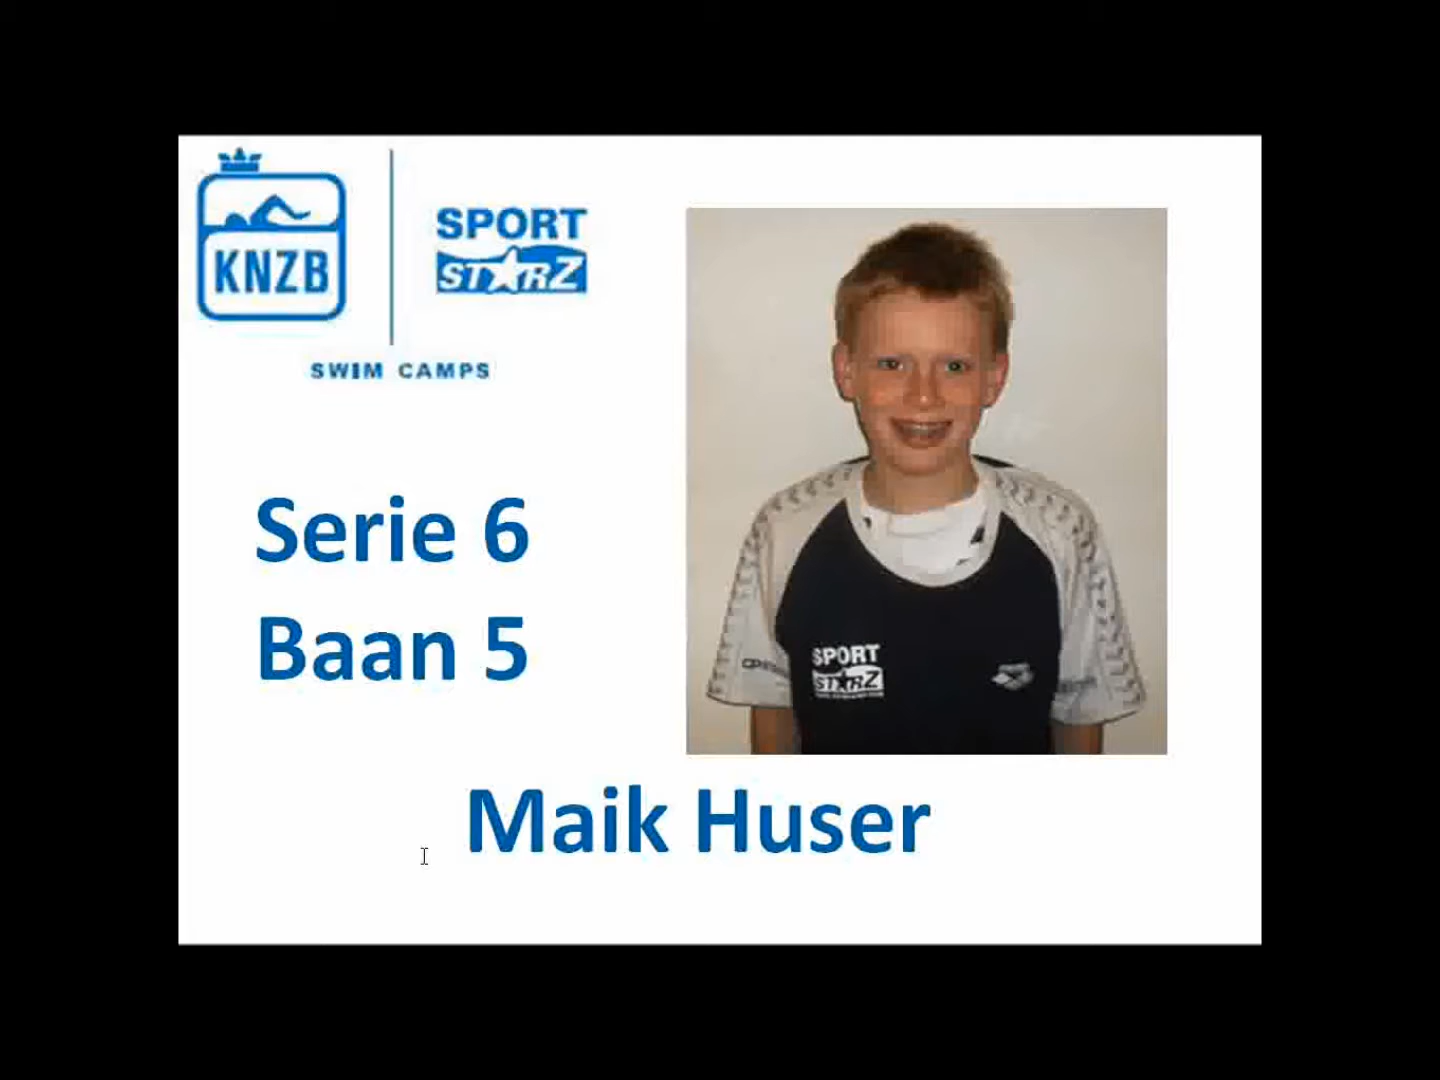 KNZB
SPORT
STARZ
SWIM CAMPS
Serie 6
Baan 5
SPORT
STARZ
Maik Huser